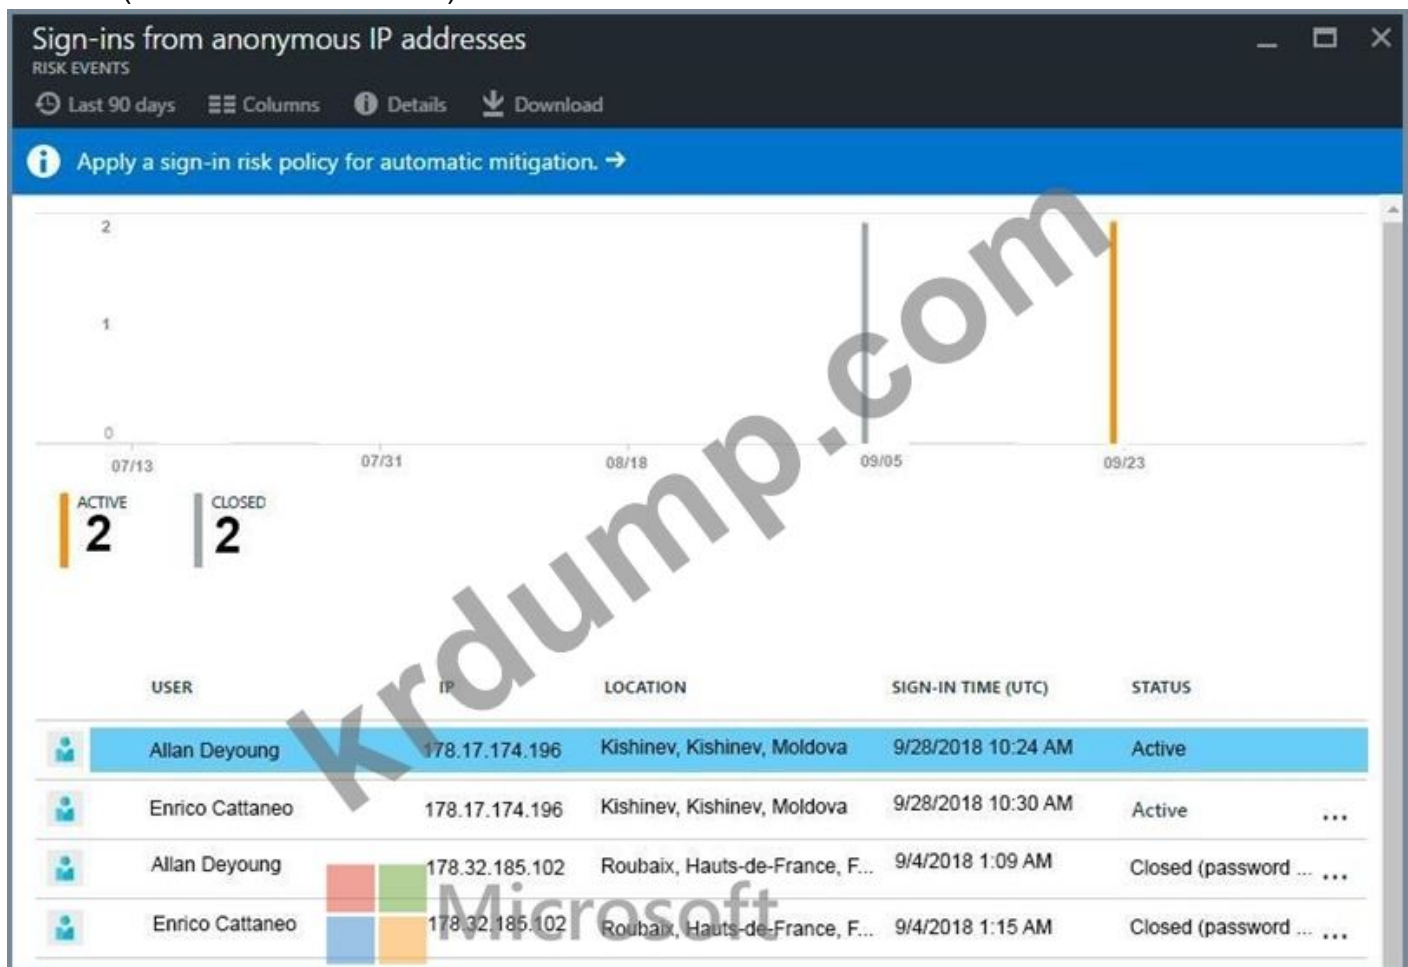 Sign-ins from anonymous IP addresses
RISK EVENTS
Last 90 days Columns Details Download
Apply a sign-in risk policy for automatic mitigation. →
2
1
0
07/13 07/31 08/18 09/05 09/23
ACTIVE CLOSED
2 2
USER IP LOCATION SIGN-IN TIME (UTC) STATUS
Allan Deyoung 178.17.174.196 Kishinev, Kishinev, Moldova 9/28/2018 10:24 AM Active
Enrico Cattaneo 178.17.174.196 Kishinev, Kishinev, Moldova 9/28/2018 10:30 AM Active ...
Allan Deyoung 178.32.185.102 Roubaix, Hauts-de-France, F... 9/4/2018 1:09 AM Closed (password ... ...
Enrico Cattaneo 178.32.185.102 Roubaix, Hauts-de-France, F... 9/4/2018 1:15 AM Closed (password ... ...
krdump.com
Microsoft